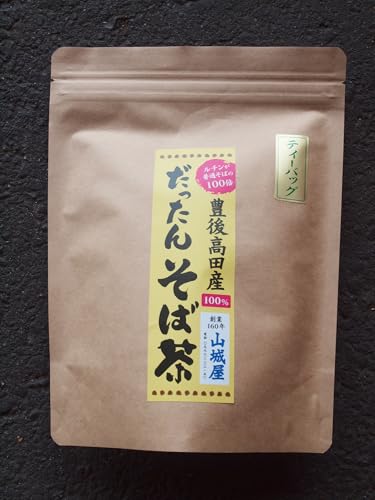 ティーバッグ
ルチンが
普通そばの
100倍
豊後高田産
100%
だったんそば茶
創業
160年
山城屋